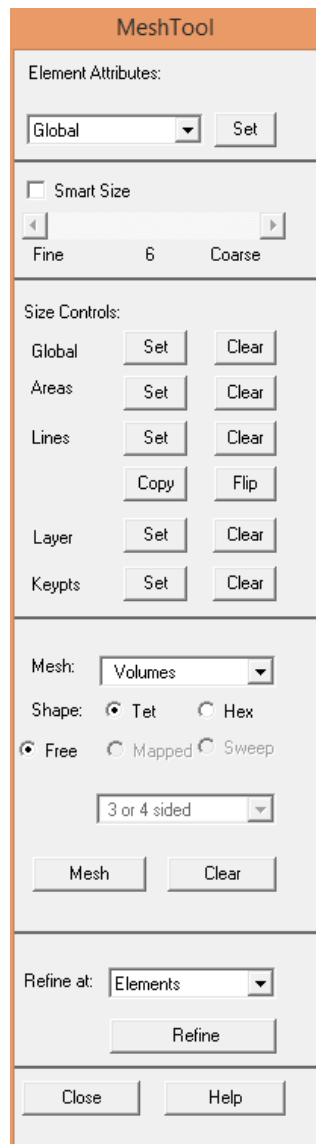 MeshTool
Element Attributes:
Global Set
Smart Size
Fine 6 Coarse
Size Controls:
Global Set Clear
Areas Set Clear
Lines Set Clear
Copy Flip
Layer Set Clear
Keypts Set Clear
Mesh: Volumes
Shape: Tet Hex
Free Mapped Sweep
3 or 4 sided
Mesh Clear
Refine at: Elements
Refine
Close Help